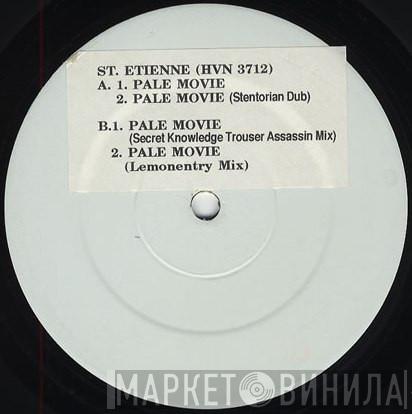 ST. ETIENNE (HVN 3712)
A. 1. PALE MOVIE
2. PALE MOVIE (Stentorian Dub)
B.1. PALE MOVIE
(Secret Knowledge Trouser Assassin Mix)
2. PALE MOVIE
(Lemonentry Mix)
МАРКЕТ ВИНИЛА